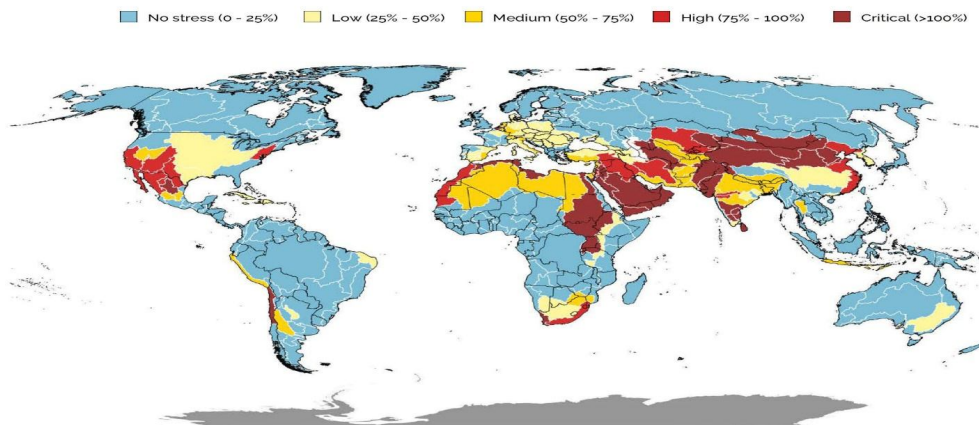 No stress (0 - 25%) Low (25% - 50%) Medium (50% - 75%) High (75% - 100%) Critical (>100%)